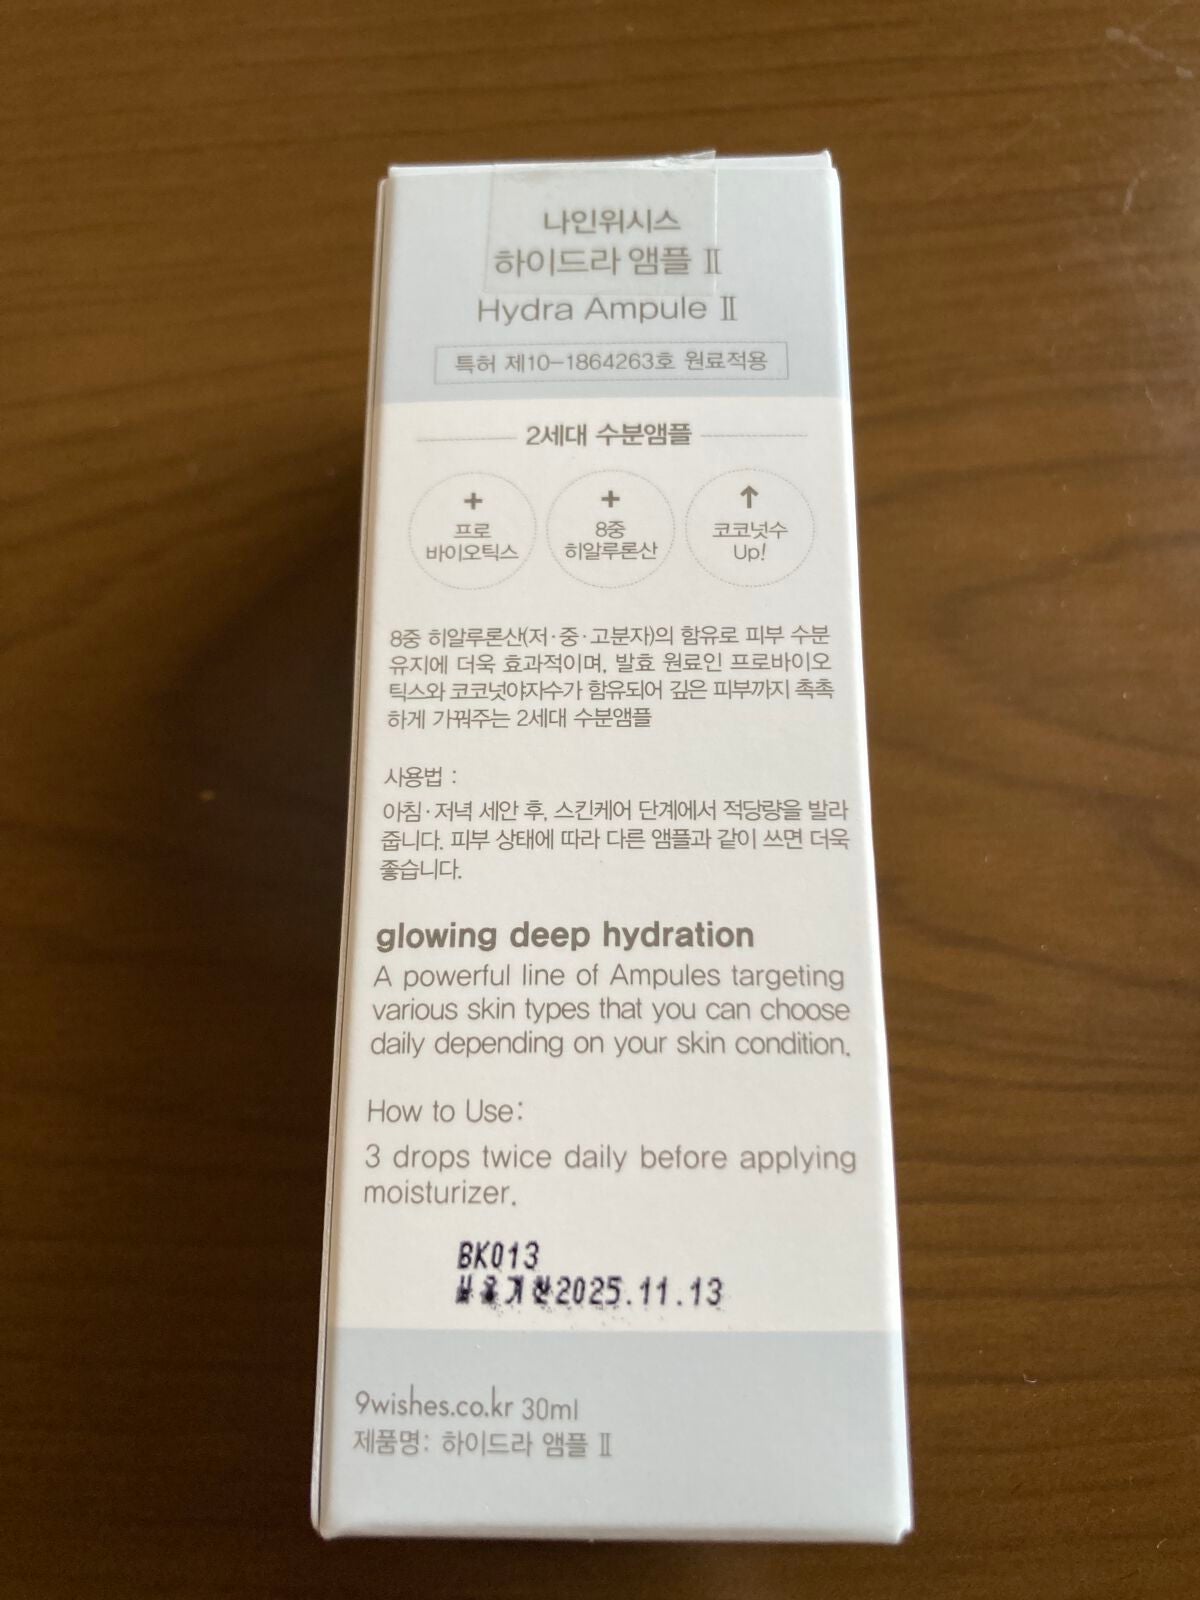 나인위시스
하이드라 앰플 Ⅱ
Hydra Ampule Ⅱ
특허 제10-1864263호 원료적용
2세대 수분앰플
+
프로
바이오틱스
+
8중
히알루론산
↑
코코넛수
Up!
8중 히알루론산(저·중·고분자)의 함유로 피부 수분
유지에 더욱 효과적이며, 발효 원료인 프로바이오
틱스와 코코넛야자수가 함유되어 깊은 피부까지 촉촉
하게 가꿔주는 2세대 수분앰플
사용법 :
아침·저녁 세안 후, 스킨케어 단계에서 적당량을 발라
줍니다. 피부 상태에 따라 다른 앰플과 같이 쓰면 더욱
좋습니다.
glowing deep hydration
A powerful line of Ampules targeting
various skin types that you can choose
daily depending on your skin condition.
How to Use:
3 drops twice daily before applying
moisturizer.
BK013
사용기한2025.11.13
9wishes.co.kr 30ml
제품명: 하이드라 앰플 Ⅱ